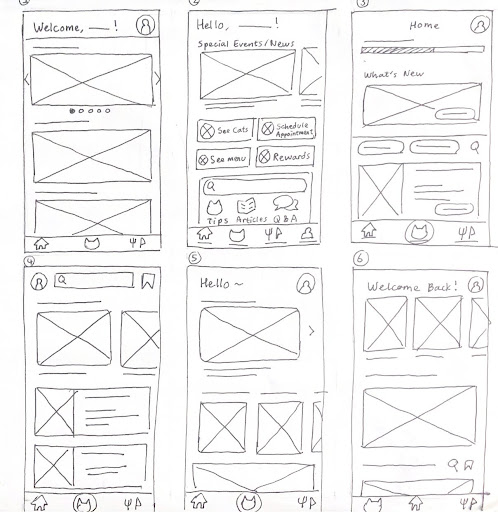 1
Welcome, __!
2
Hello, ___!
Special Events/News
See Cats
Schedule Appointment
See menu
Rewards
Tips Articles Q&A
3
Home
What's New
4
5
Hello ~
6
Welcome Back!